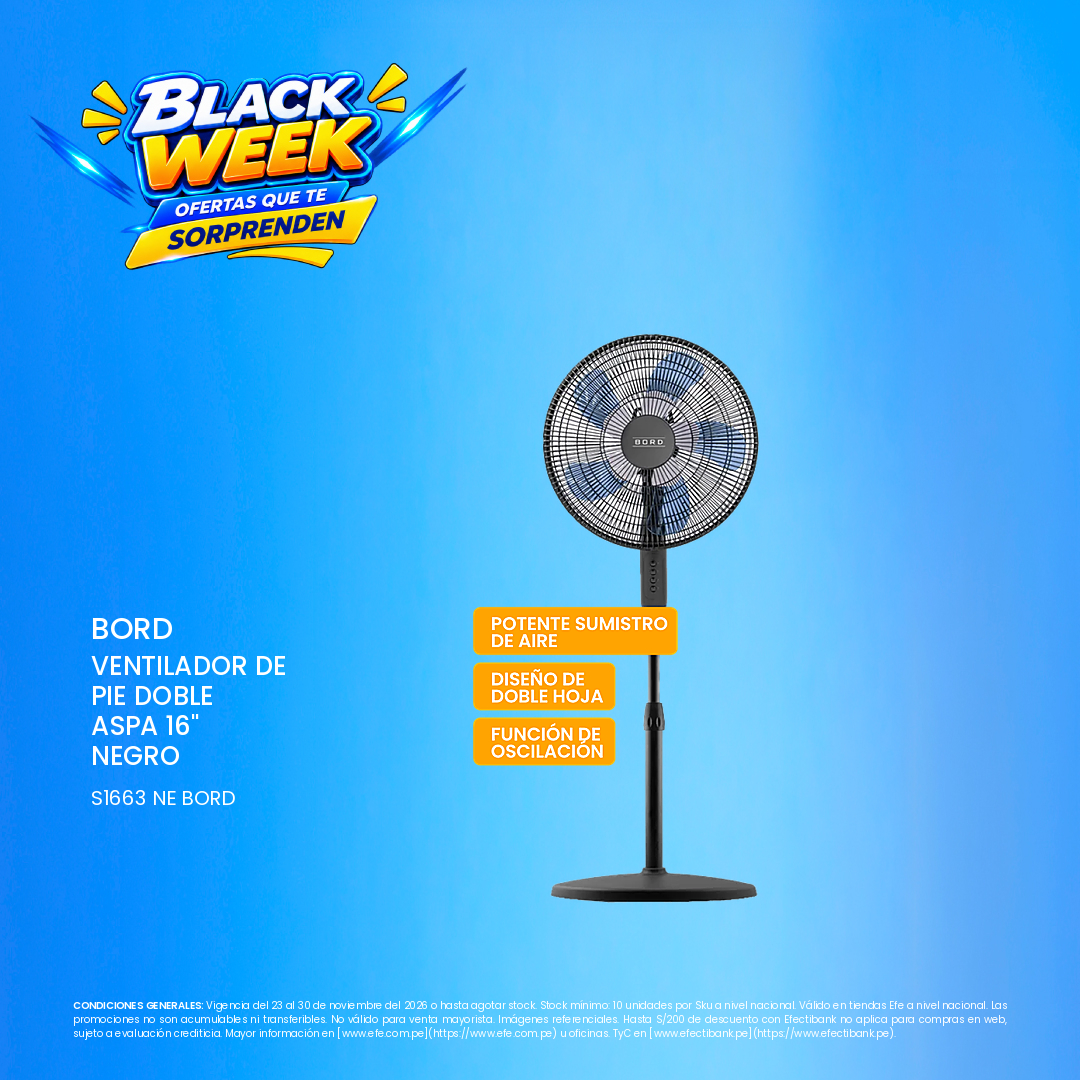 BLACK
WEEK
OFERTAS QUE TE
SORPRENDEN
BORD
POTENTE SUMISTRO
DE AIRE
DISEÑO DE
DOBLE HOJA
FUNCIÓN DE
OSCILACIÓN
BORD
VENTILADOR DE
PIE DOBLE
ASPA 16"
NEGRO
S1663 NE BORD
CONDICIONES GENERALES: Vigencia del 23 al 30 de noviembre del 2026 o hasta agotar stock. Stock mínimo: 10 unidades por Sku a nivel nacional. Válido en tiendas Efe a nivel nacional. Las
promociones no son acumulables ni transferibles. No válido para venta mayorista. Imágenes referenciales. Hasta S/200 de descuento con Efectibank no aplica para compras en web,
sujeto a evaluación crediticia. Mayor información en [www.efe.com.pe](https://www.efe.com.pe) u oficinas. TyC en [www.efectibank.pe](https://www.efectibank.pe).